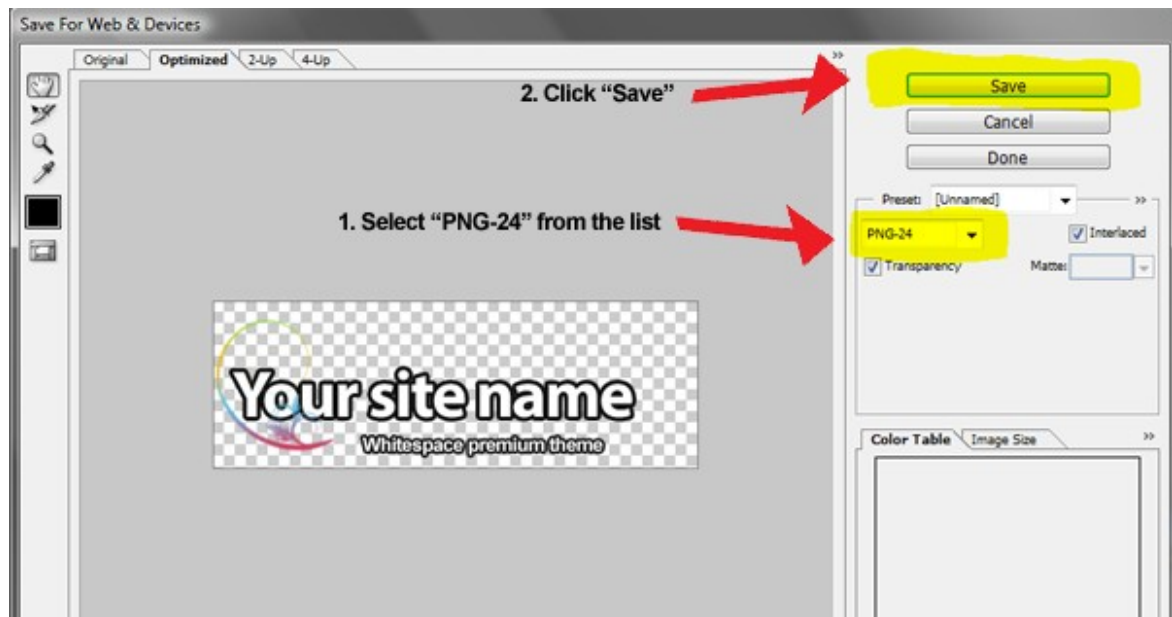 Save For Web & Devices
Original Optimized 2-Up 4-Up
2. Click “Save”
Save
Cancel
Done
Preset: [Unnamed]
1. Select “PNG-24” from the list
PNG-24 Interlaced
Transparency Matte:
Your site name
Whitespace premium theme
Color Table Image Size